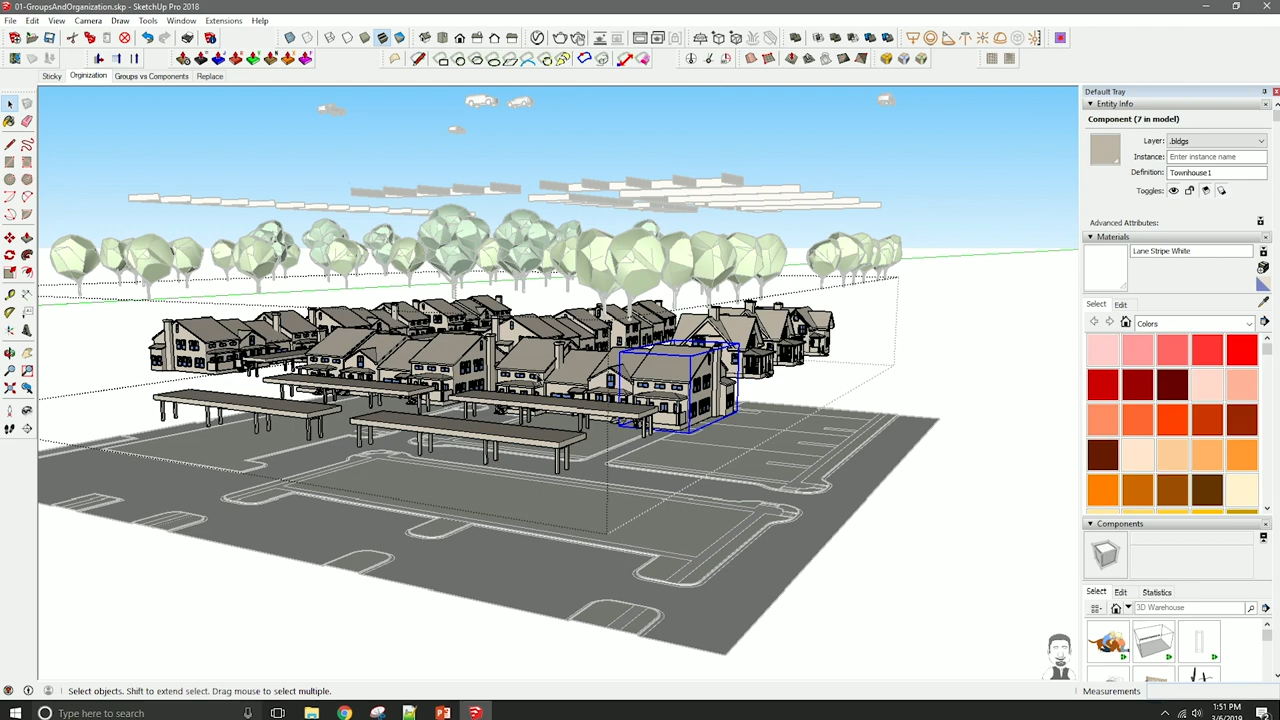 01-GroupsAndOrganization.skp - SketchUp Pro 2018
File Edit View Camera Draw Tools Window Extensions Help
Sticky Orginization Groups vs Components Replace
Default Tray
Entity Info
Component (7 in model)
Layer: .bldgs
Instance: Enter instance name
Definition: Townhouse1
Toggles:
Advanced Attributes:
Materials
Lane Stripe White
Select Edit
Colors
Components
Select Edit Statistics
3D Warehouse
Select objects. Shift to extend select. Drag mouse to select multiple.
Measurements
Type here to search
1:51 PM
3/6/2019